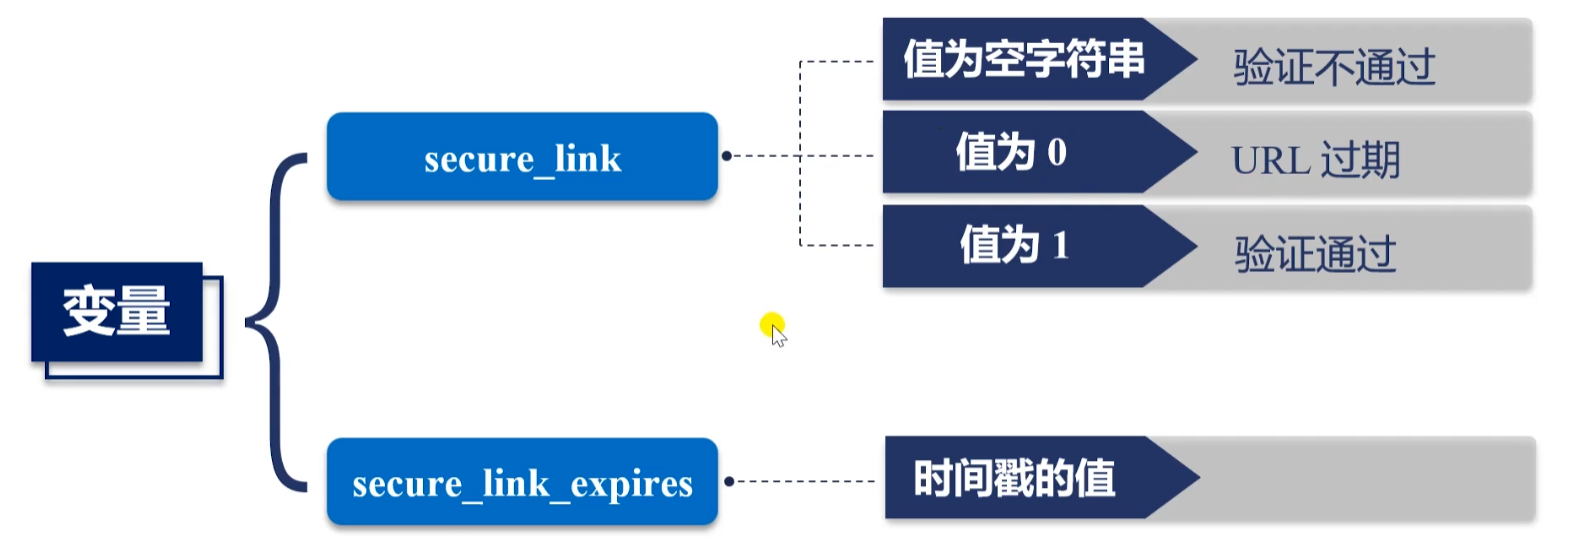 变量
secure_link
值为空字符串
验证不通过
值为 0
URL 过期
值为 1
验证通过
secure_link_expires
时间戳的值